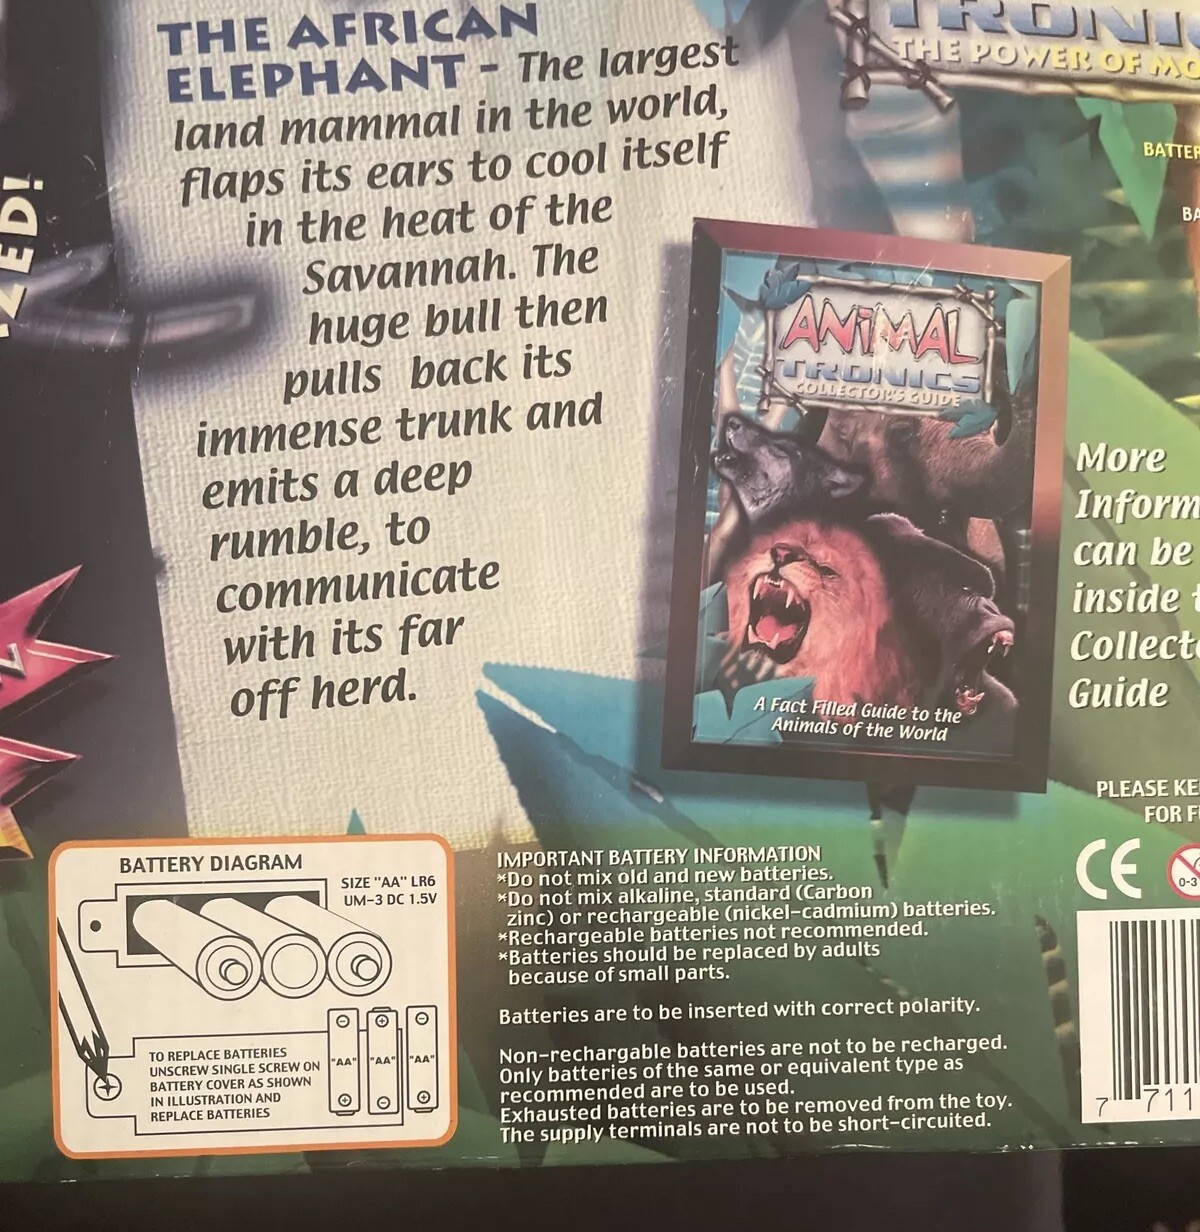 THE AFRICAN
ELEPHANT - The largest
land mammal in the world,
flaps its ears to cool itself
in the heat of the
Savannah. The
huge bull then
pulls back its
immense trunk and
emits a deep
rumble, to
communicate
with its far
off herd.
TRONI
THE POWER OF MO
BATTER
BA
ZED!
ANIMAL
TRONICS
COLLECTOR'S GUIDE
A Fact Filled Guide to the
Animals of the World
More
Inform
can be
inside
Collect
Guide
PLEASE KE
FOR F
CE
0-3
7 711
BATTERY DIAGRAM
SIZE "AA" LR6
UM-3 DC 1.5V
TO REPLACE BATTERIES
UNSCREW SINGLE SCREW ON
BATTERY COVER AS SHOWN
IN ILLUSTRATION AND
REPLACE BATTERIES
"AA" "AA" "AA"
IMPORTANT BATTERY INFORMATION
*Do not mix old and new batteries.
*Do not mix alkaline, standard (Carbon
zinc) or rechargeable (nickel-cadmium) batteries.
*Rechargeable batteries not recommended.
*Batteries should be replaced by adults
because of small parts.
Batteries are to be inserted with correct polarity.
Non-rechargable batteries are not to be recharged.
Only batteries of the same or equivalent type as
recommended are to be used.
Exhausted batteries are to be removed from the toy.
The supply terminals are not to be short-circuited.